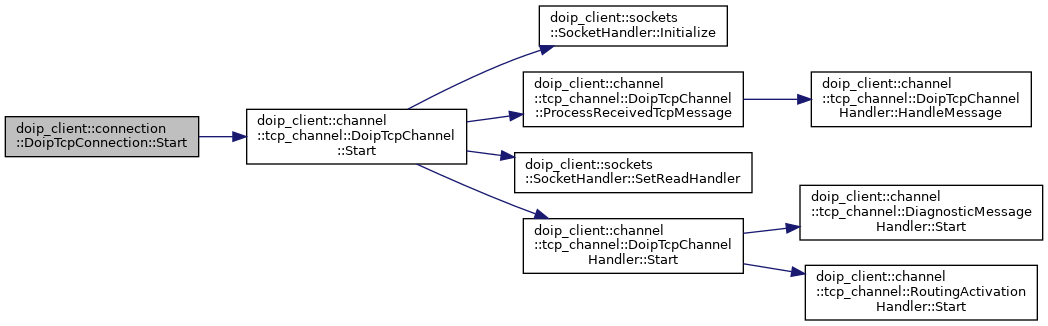 doip_client::connection
::DoipTcpConnection::Start
doip_client::channel
::tcp_channel::DoipTcpChannel
::Start
doip_client::sockets
::SocketHandler::Initialize
doip_client::channel
::tcp_channel::DoipTcpChannel
::ProcessReceivedTcpMessage
doip_client::channel
::tcp_channel::DoipTcpChannel
Handler::HandleMessage
doip_client::sockets
::SocketHandler::SetReadHandler
doip_client::channel
::tcp_channel::DoipTcpChannel
Handler::Start
doip_client::channel
::tcp_channel::DiagnosticMessage
Handler::Start
doip_client::channel
::tcp_channel::RoutingActivation
Handler::Start